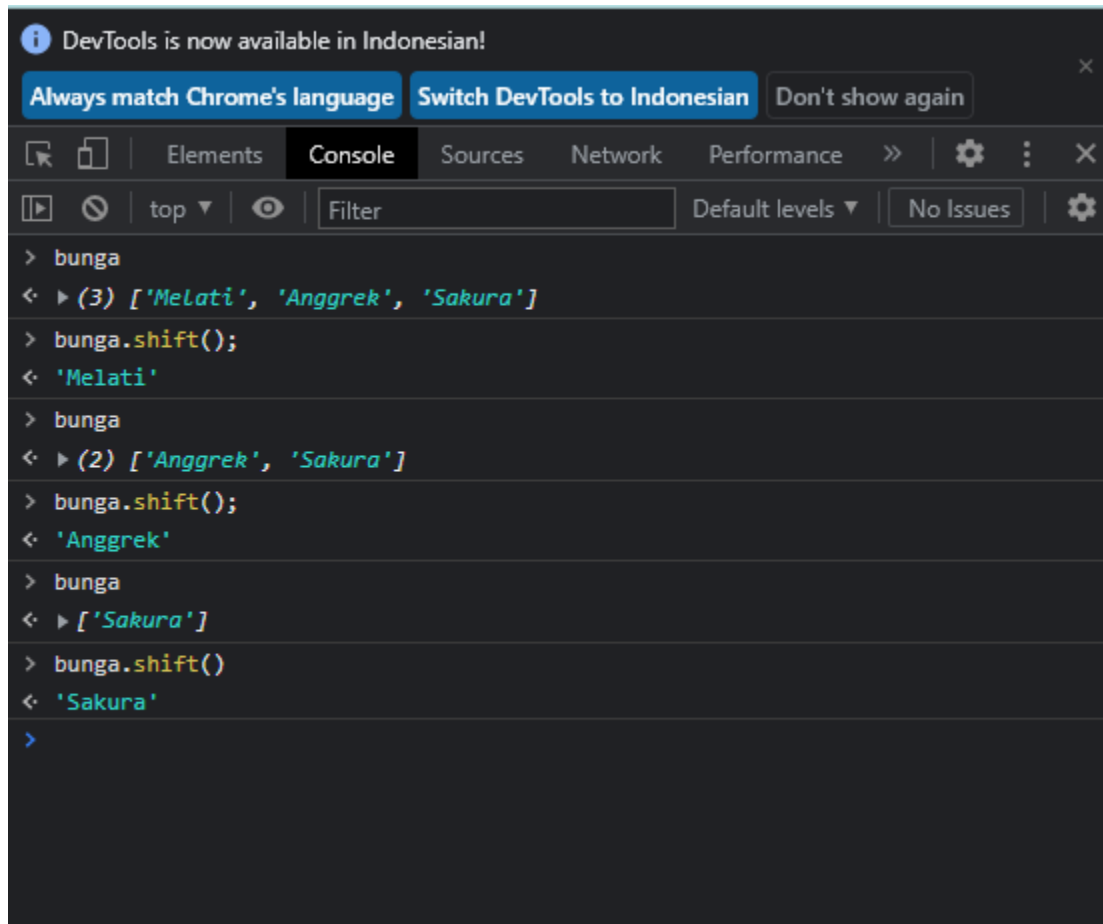 DevTools is now available in Indonesian!
Always match Chrome's language Switch DevTools to Indonesian Don't show again
Elements Console Sources Network Performance »
top ▼ Filter Default levels ▼ No Issues
> bunga
(3) ['Melati', 'Anggrek', 'Sakura']
> bunga.shift();
'Melati'
> bunga
(2) ['Anggrek', 'Sakura']
> bunga.shift();
'Anggrek'
> bunga
['Sakura']
> bunga.shift()
'Sakura'
>